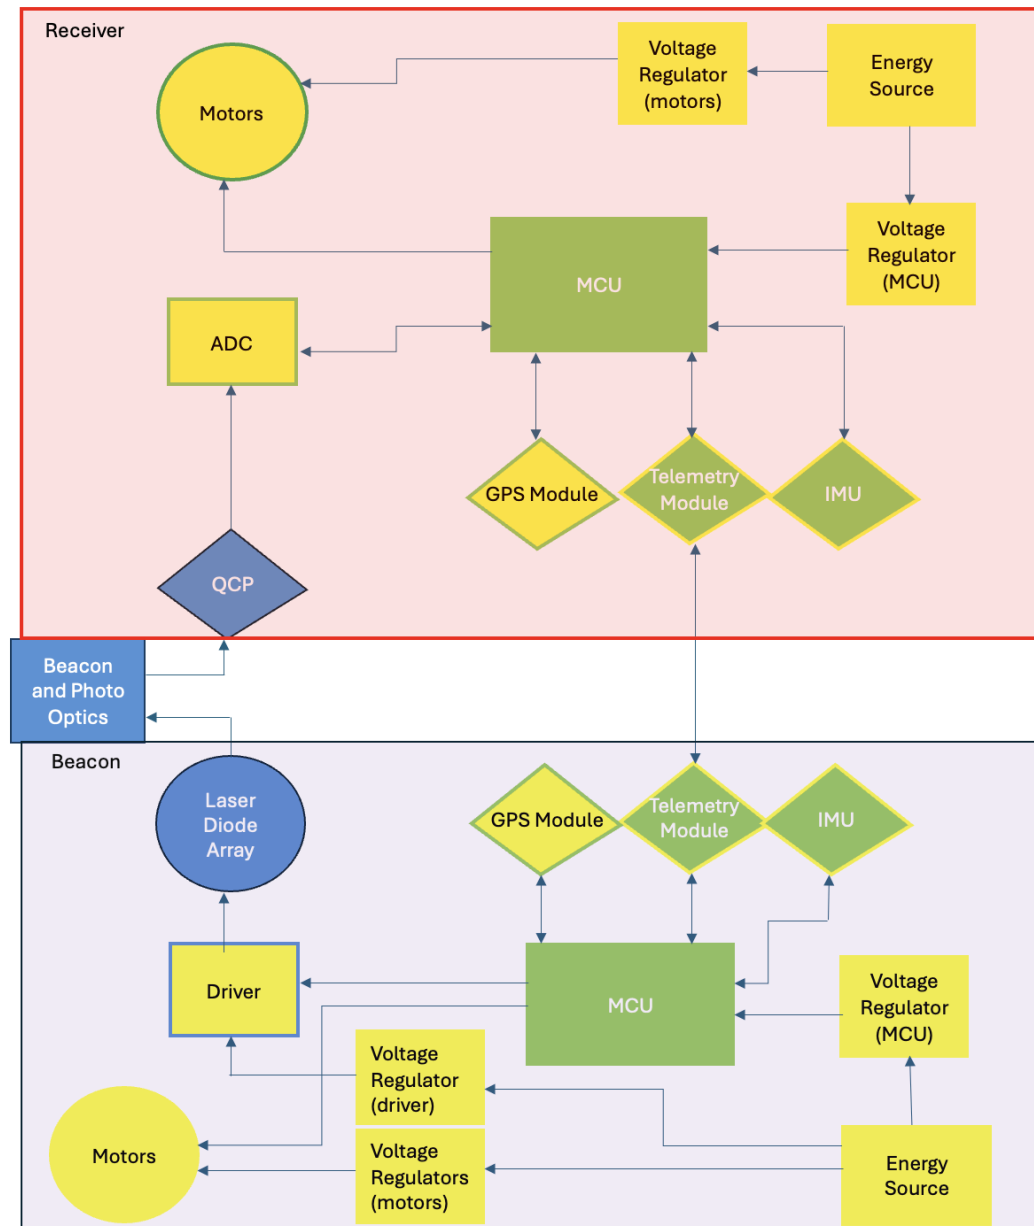 Receiver
Motors
Voltage
Regulator
(motors)
Energy
Source
MCU
Voltage
Regulator
(MCU)
ADC
GPS Module
Telemetry
Module
IMU
QCP
Beacon
and Photo
Optics
Beacon
Laser
Diode
Array
GPS Module
Telemetry
Module
IMU
Driver
MCU
Voltage
Regulator
(MCU)
Voltage
Regulator
(driver)
Motors
Voltage
Regulators
(motors)
Energy
Source